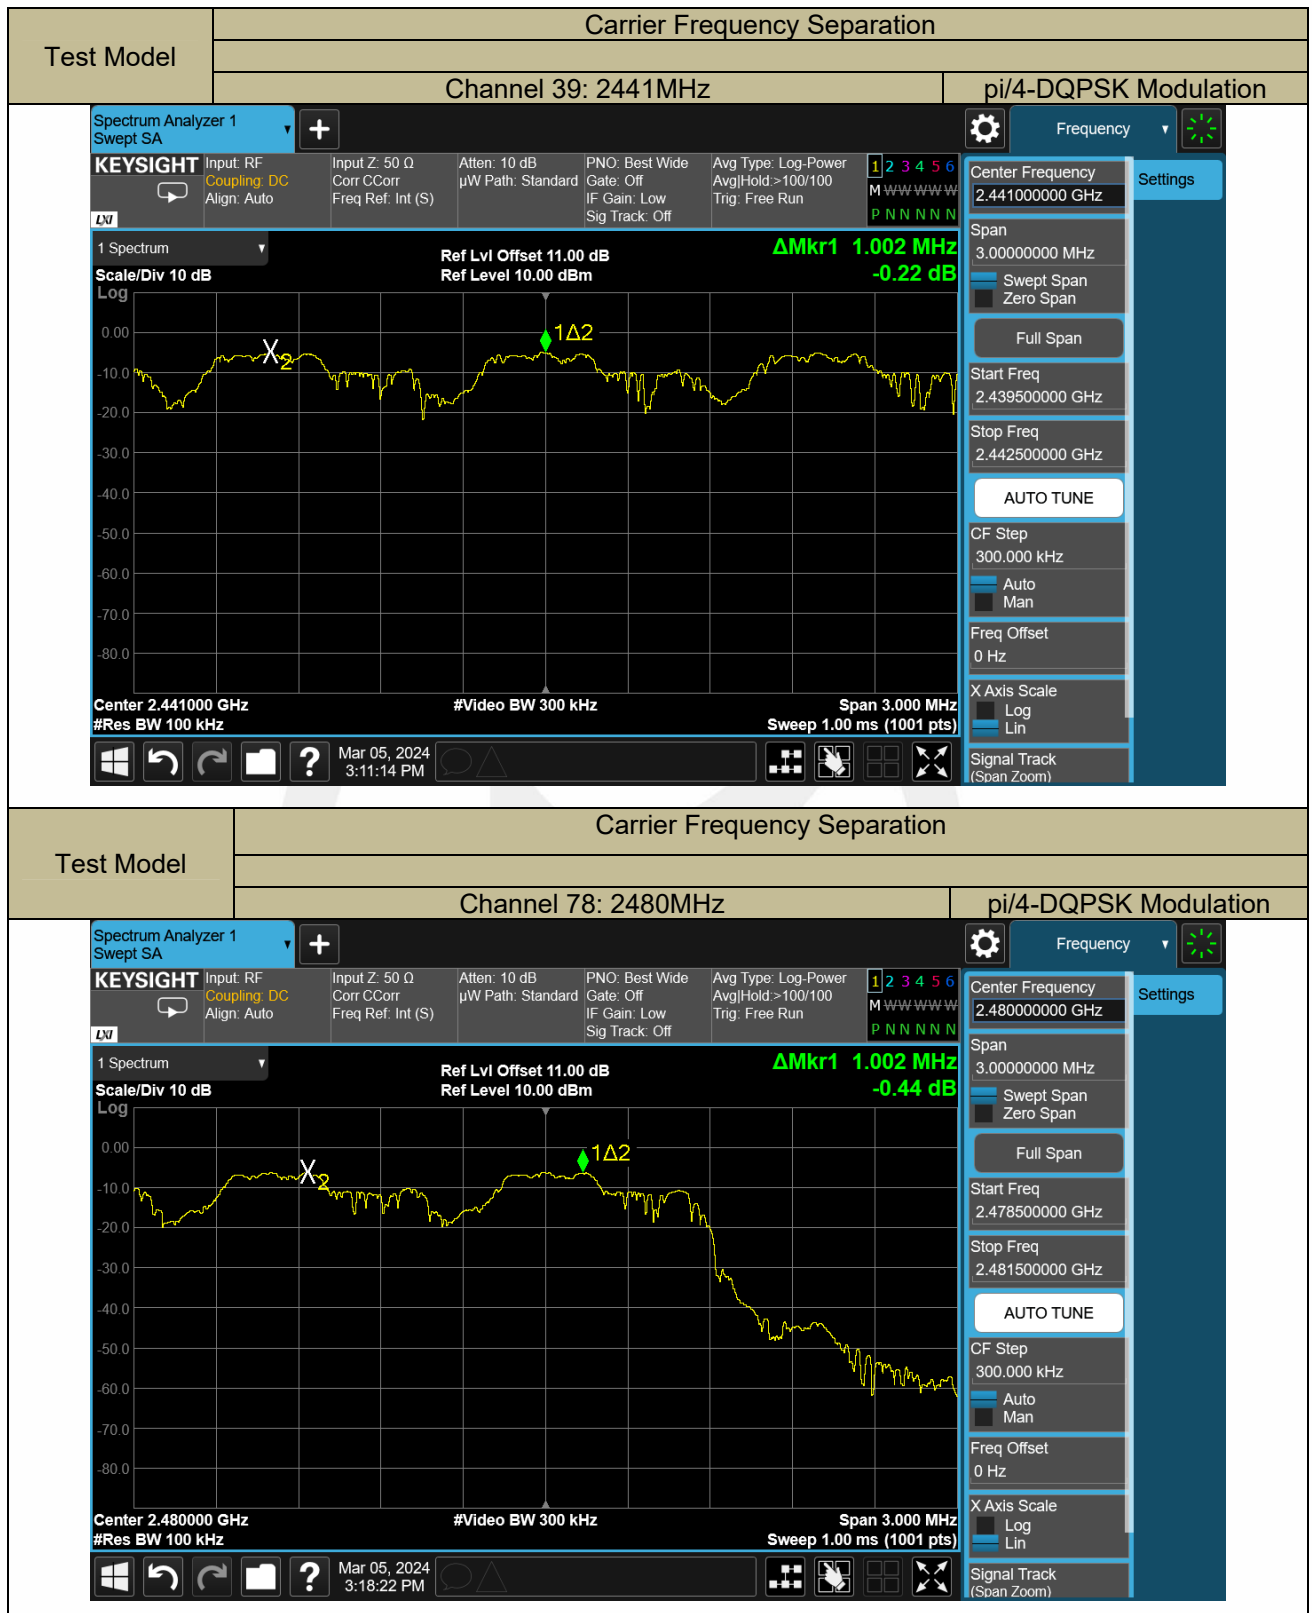 Test Model
Carrier Frequency Separation
Channel 39: 2441MHz
pi/4-DQPSK Modulation
Spectrum Analyzer 1
Swept SA
Frequency
KEYSIGHT
LXI
Input: RF
Coupling: DC
Align: Auto
Input Z: 50 Ω
Corr CCorr
Freq Ref: Int (S)
Atten: 10 dB
µW Path: Standard
PNO: Best Wide
Gate: Off
IF Gain: Low
Sig Track: Off
Avg Type: Log-Power
Avg|Hold:>100/100
Trig: Free Run
1 2 3 4 5 6
M W W W W W
P N N N N N
1 Spectrum
Scale/Div 10 dB
Ref Lvl Offset 11.00 dB
Ref Level 10.00 dBm
ΔMkr1 1.002 MHz
-0.22 dB
Log
0.00
-10.0
-20.0
-30.0
-40.0
-50.0
-60.0
-70.0
-80.0
X2
1Δ2
Center 2.441000 GHz
#Video BW 300 kHz
Span 3.000 MHz
#Res BW 100 kHz
Sweep 1.00 ms (1001 pts)
Mar 05, 2024
3:11:14 PM
Center Frequency
2.441000000 GHz
Settings
Span
3.00000000 MHz
Swept Span
Zero Span
Full Span
Start Freq
2.439500000 GHz
Stop Freq
2.442500000 GHz
AUTO TUNE
CF Step
300.000 kHz
Auto
Man
Freq Offset
0 Hz
X Axis Scale
Log
Lin
Signal Track
(Span Zoom)
Test Model
Carrier Frequency Separation
Channel 78: 2480MHz
pi/4-DQPSK Modulation
Spectrum Analyzer 1
Swept SA
Frequency
KEYSIGHT
LXI
Input: RF
Coupling: DC
Align: Auto
Input Z: 50 Ω
Corr CCorr
Freq Ref: Int (S)
Atten: 10 dB
µW Path: Standard
PNO: Best Wide
Gate: Off
IF Gain: Low
Sig Track: Off
Avg Type: Log-Power
Avg|Hold:>100/100
Trig: Free Run
1 2 3 4 5 6
M W W W W W
P N N N N N
1 Spectrum
Scale/Div 10 dB
Ref Lvl Offset 11.00 dB
Ref Level 10.00 dBm
ΔMkr1 1.002 MHz
-0.44 dB
Log
0.00
-10.0
-20.0
-30.0
-40.0
-50.0
-60.0
-70.0
-80.0
X2
1Δ2
Center 2.480000 GHz
#Video BW 300 kHz
Span 3.000 MHz
#Res BW 100 kHz
Sweep 1.00 ms (1001 pts)
Mar 05, 2024
3:18:22 PM
Center Frequency
2.480000000 GHz
Settings
Span
3.00000000 MHz
Swept Span
Zero Span
Full Span
Start Freq
2.478500000 GHz
Stop Freq
2.481500000 GHz
AUTO TUNE
CF Step
300.000 kHz
Auto
Man
Freq Offset
0 Hz
X Axis Scale
Log
Lin
Signal Track
(Span Zoom)